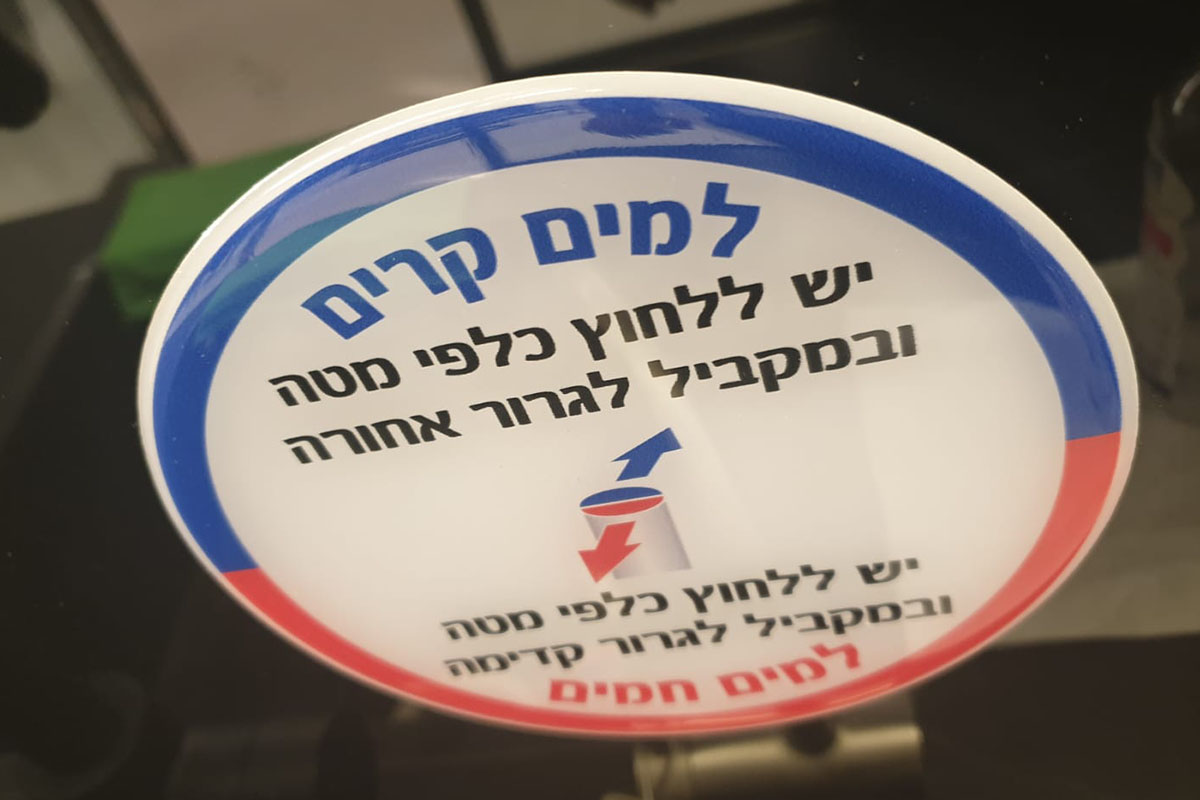 למים קרים
יש ללחוץ כלפי מטה
ובמקביל לגרור אחורה
יש ללחוץ כלפי מטה
ובמקביל לגרור קדימה
למים חמים